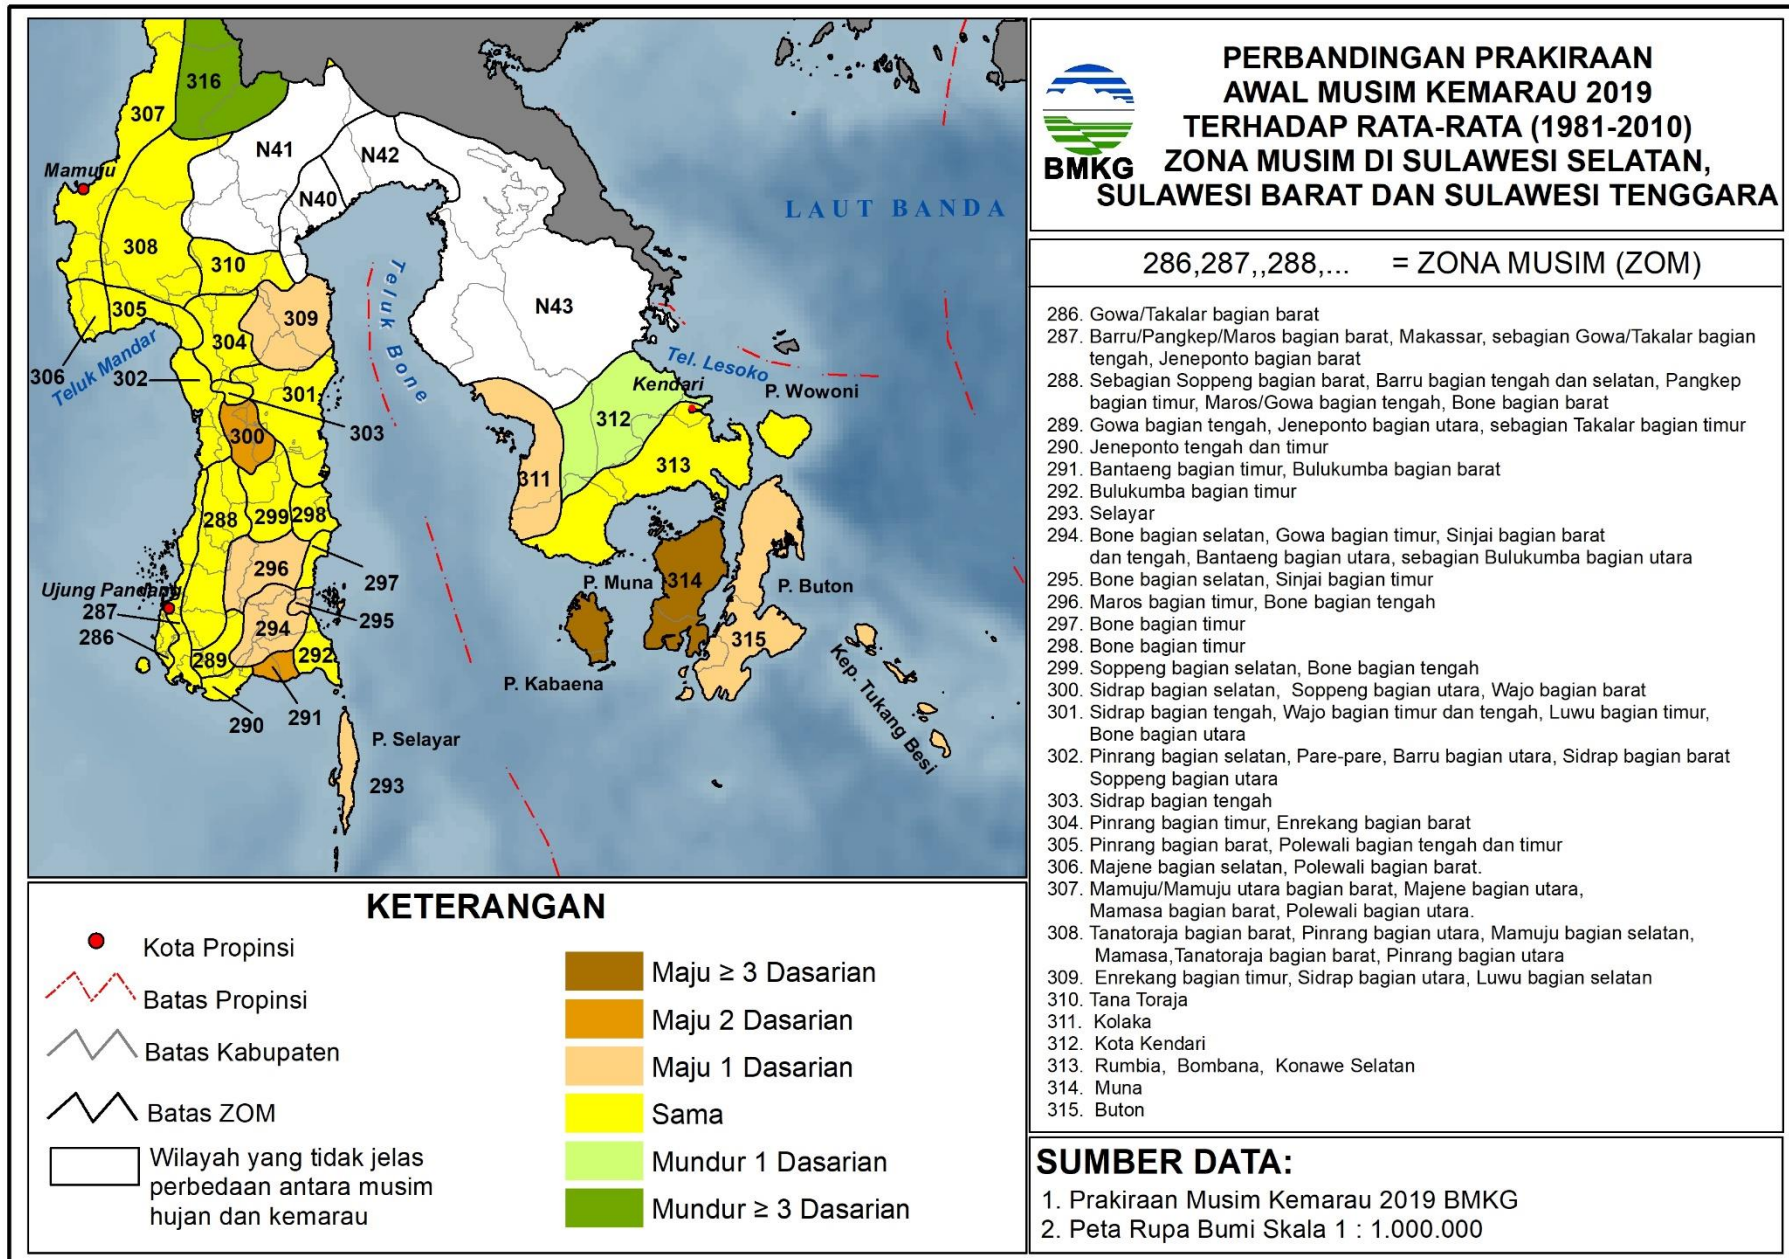 316
307
N41
N42
Mamuju
N40
LAUT BANDA
308
310
Teluk Bone
N43
305
309
304
306
Teluk Mandar
302
301
Tel. Lesoko
Kendari
P. Wowoni
312
303
300
313
311
288
299
298
296
P. Muna
314
297
Ujung Pandang
P. Buton
287
294
295
286
315
289
292
Kep. Tukang Besi
P. Kabaena
290
291
P. Selayar
293
KETERANGAN
Kota Propinsi
Batas Propinsi
Batas Kabupaten
Batas ZOM
Wilayah yang tidak jelas
perbedaan antara musim
hujan dan kemarau
Maju ≥ 3 Dasarian
Maju 2 Dasarian
Maju 1 Dasarian
Sama
Mundur 1 Dasarian
Mundur ≥ 3 Dasarian
BMKG
PERBANDINGAN PRAKIRAAN
AWAL MUSIM KEMARAU 2019
TERHADAP RATA-RATA (1981-2010)
ZONA MUSIM DI SULAWESI SELATAN,
SULAWESI BARAT DAN SULAWESI TENGGARA
286,287,,288,... = ZONA MUSIM (ZOM)
286. Gowa/Takalar bagian barat
287. Barru/Pangkep/Maros bagian barat, Makassar, sebagian Gowa/Takalar bagian
tengah, Jeneponto bagian barat
288. Sebagian Soppeng bagian barat, Barru bagian tengah dan selatan, Pangkep
bagian timur, Maros/Gowa bagian tengah, Bone bagian barat
289. Gowa bagian tengah, Jeneponto bagian utara, sebagian Takalar bagian timur
290. Jeneponto tengah dan timur
291. Bantaeng bagian timur, Bulukumba bagian barat
292. Bulukumba bagian timur
293. Selayar
294. Bone bagian selatan, Gowa bagian timur, Sinjai bagian barat
dan tengah, Bantaeng bagian utara, sebagian Bulukumba bagian utara
295. Bone bagian selatan, Sinjai bagian timur
296. Maros bagian timur, Bone bagian tengah
297. Bone bagian timur
298. Bone bagian timur
299. Soppeng bagian selatan, Bone bagian tengah
300. Sidrap bagian selatan, Soppeng bagian utara, Wajo bagian barat
301. Sidrap bagian tengah, Wajo bagian timur dan tengah, Luwu bagian timur,
Bone bagian utara
302. Pinrang bagian selatan, Pare-pare, Barru bagian utara, Sidrap bagian barat
Soppeng bagian utara
303. Sidrap bagian tengah
304. Pinrang bagian timur, Enrekang bagian barat
305. Pinrang bagian barat, Polewali bagian tengah dan timur
306. Majene bagian selatan, Polewali bagian barat.
307. Mamuju/Mamuju utara bagian barat, Majene bagian utara,
Mamasa bagian barat, Polewali bagian utara.
308. Tanatoraja bagian barat, Pinrang bagian utara, Mamuju bagian selatan,
Mamasa,Tanatoraja bagian barat, Pinrang bagian utara
309. Enrekang bagian timur, Sidrap bagian utara, Luwu bagian selatan
310. Tana Toraja
311. Kolaka
312. Kota Kendari
313. Rumbia, Bombana, Konawe Selatan
314. Muna
315. Buton
SUMBER DATA:
1. Prakiraan Musim Kemarau 2019 BMKG
2. Peta Rupa Bumi Skala 1 : 1.000.000